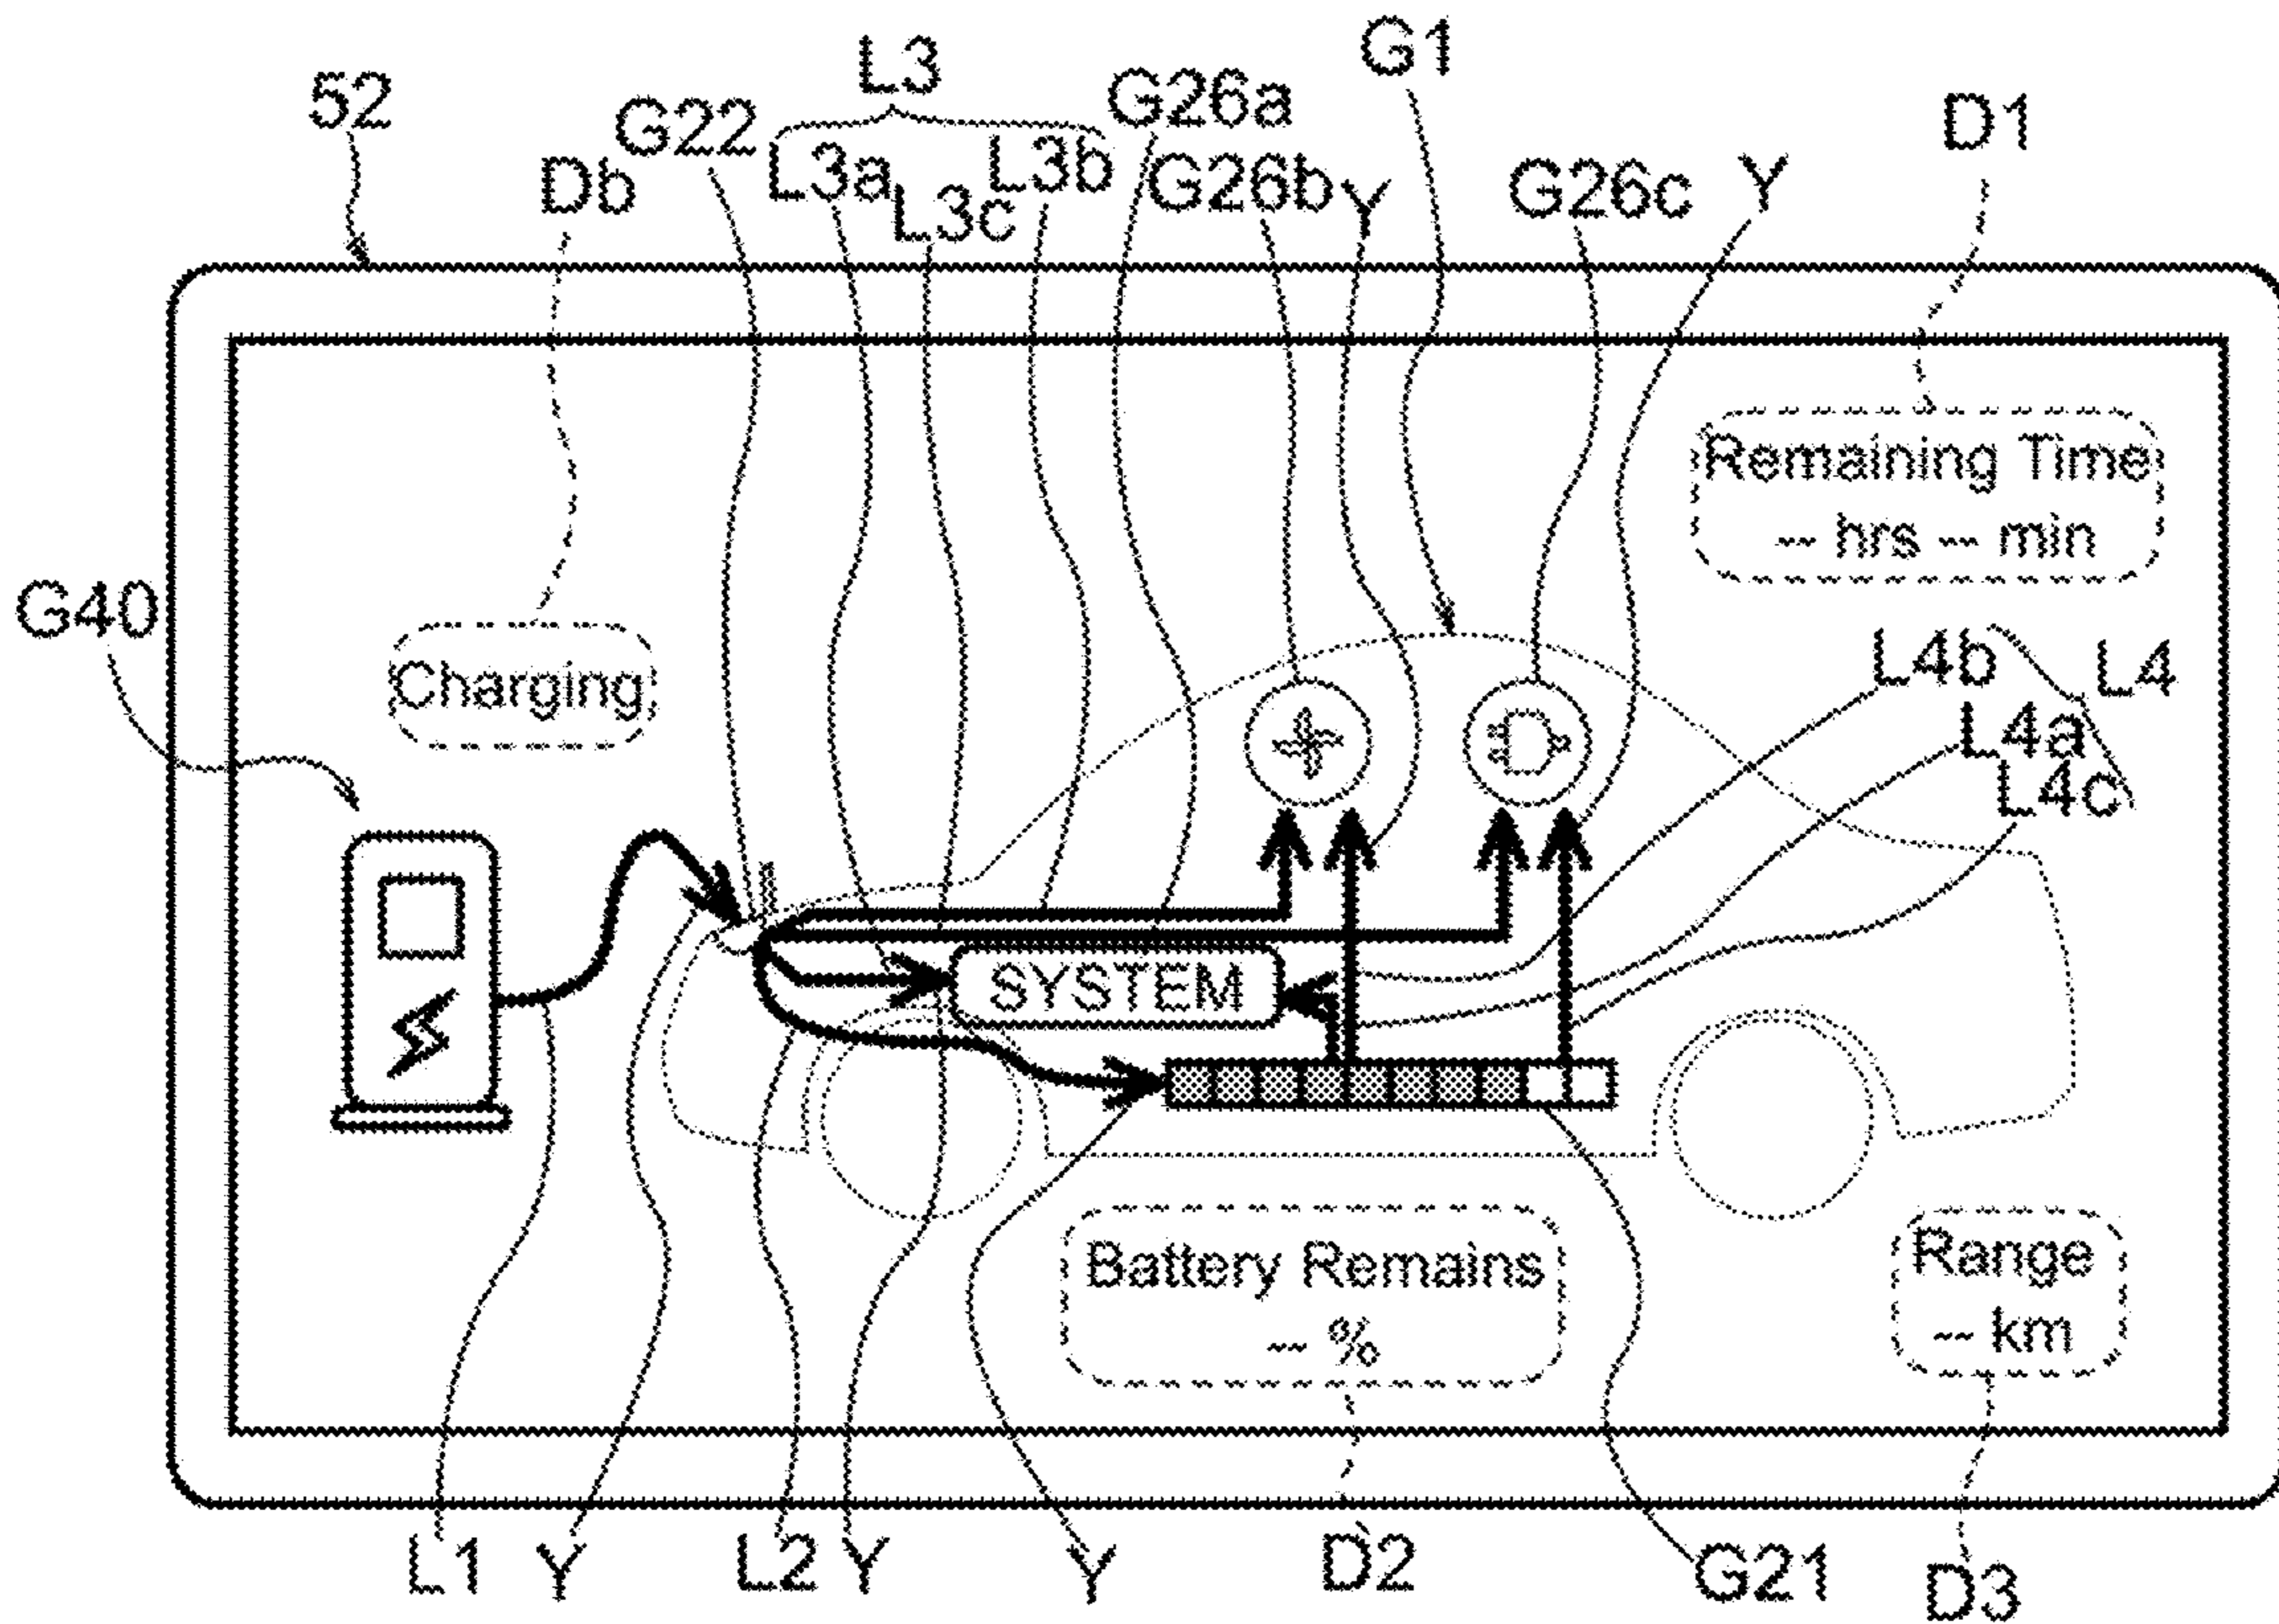 L3
G1
52
G22
G26a
D1
Db
L3a
L3b
G26b
Y
G26c
Y
L3c
Remaining Time
-- hrs -- min
G40
Charging
L4b
L4
L4a
L4c
SYSTEM
Battery Remains
-- %
Range
-- km
L1
Y
L2
Y
Y
D2
G21
D3